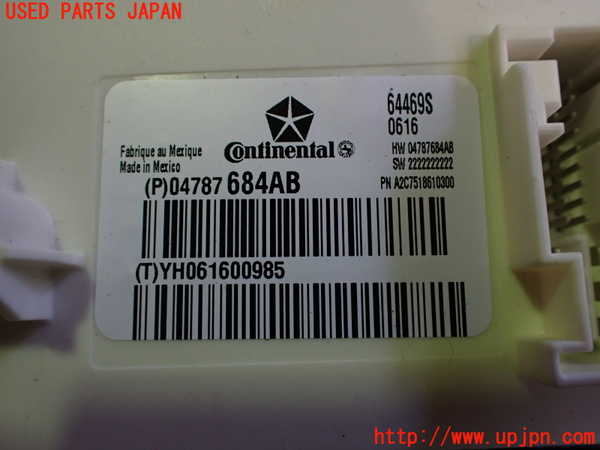 USED PARTS JAPAN
64469S
0616
Continental
Fabrique au Mexique
Made in Mexico
HW 04787684AB
SW 2222222222
(P)04787 684AB
PN A2C7518610300
(T)YH061600985
http://www.upjpn.com/